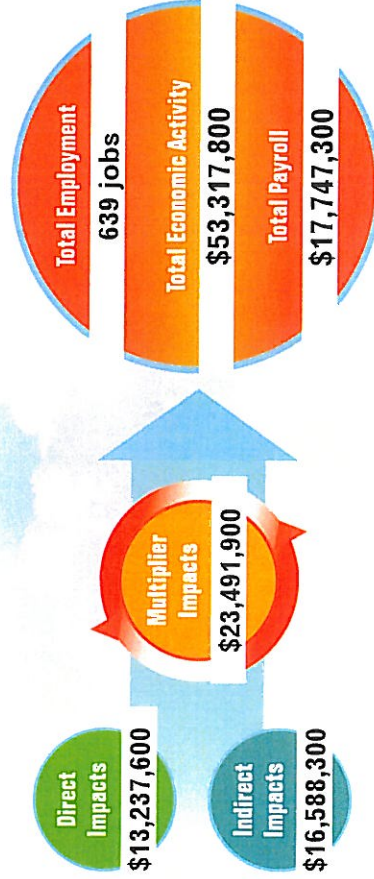 Direct
Impacts
$13,237,600
Indirect
Impacts
$16,588,300
Multiplier
Impacts
$23,491,900
Total Employment
639 jobs
Total Economic Activity
$53,317,800
Total Payroll
$17,747,300